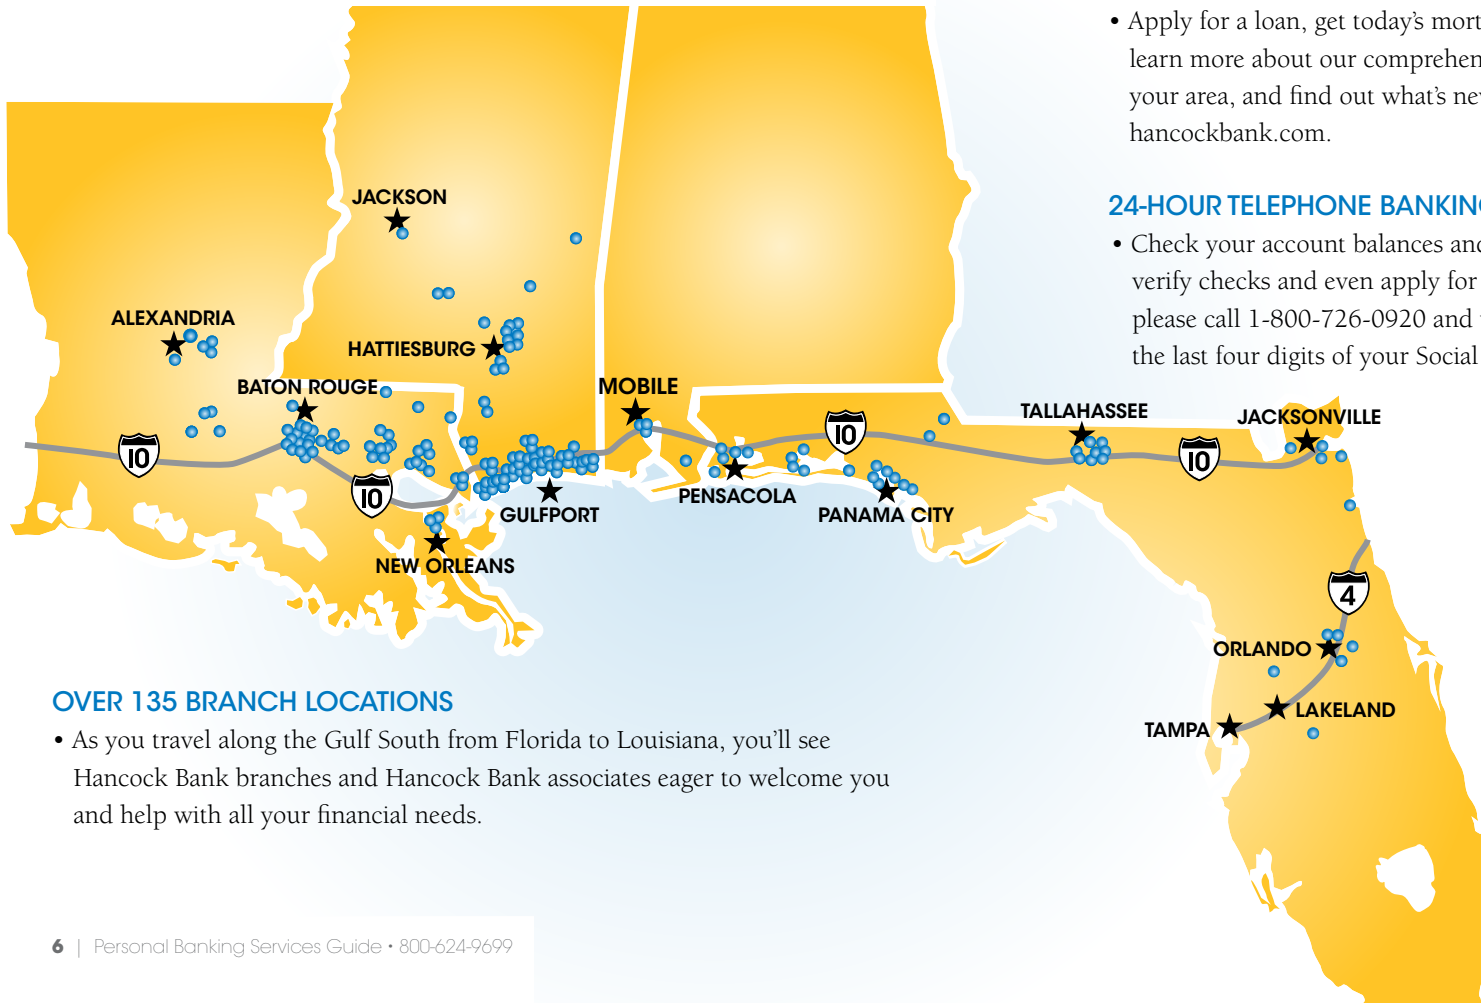 • Apply for a loan, get today's
learn more about our
your area, and find out what's
hancockbank.com.
24-HOUR TELEPHONE
• Check your account balances
verify checks and even apply for
please call 1-800-726-0920 and
the last four digits of your Social
JACKSON
ALEXANDRIA
HATTIESBURG
BATON ROUGE
MOBILE
TALLAHASSEE
JACKSONVILLE
10
10
10
10
PENSACOLA
GULFPORT
PANAMA CITY
NEW ORLEANS
4
ORLANDO
LAKELAND
TAMPA
OVER 135 BRANCH LOCATIONS
• As you travel along the Gulf South from Florida to Louisiana, you'll see
Hancock Bank branches and Hancock Bank associates eager to welcome you
and help with all your financial needs.
6 | Personal Banking Services Guide • 800-624-9699